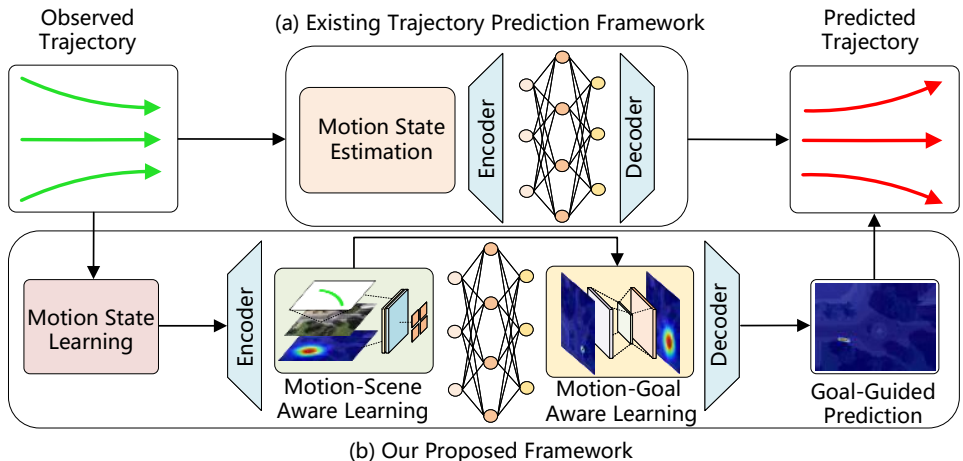 Observed
Trajectory
(a) Existing Trajectory Prediction Framework
Predicted
Trajectory
Motion State
Estimation
Encoder
Decoder
Motion State
Learning
Encoder
Motion-Scene
Aware Learning
Motion-Goal
Aware Learning
Decoder
Goal-Guided
Prediction
(b) Our Proposed Framework